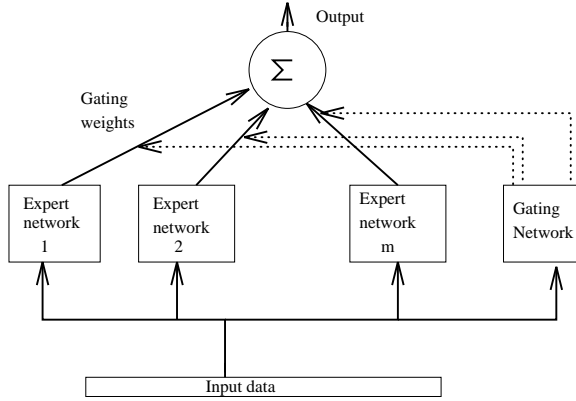 Output
Σ
Gating
weights
Expert
network
1
Expert
network
2
Expert
network
m
Gating
Network
Input data